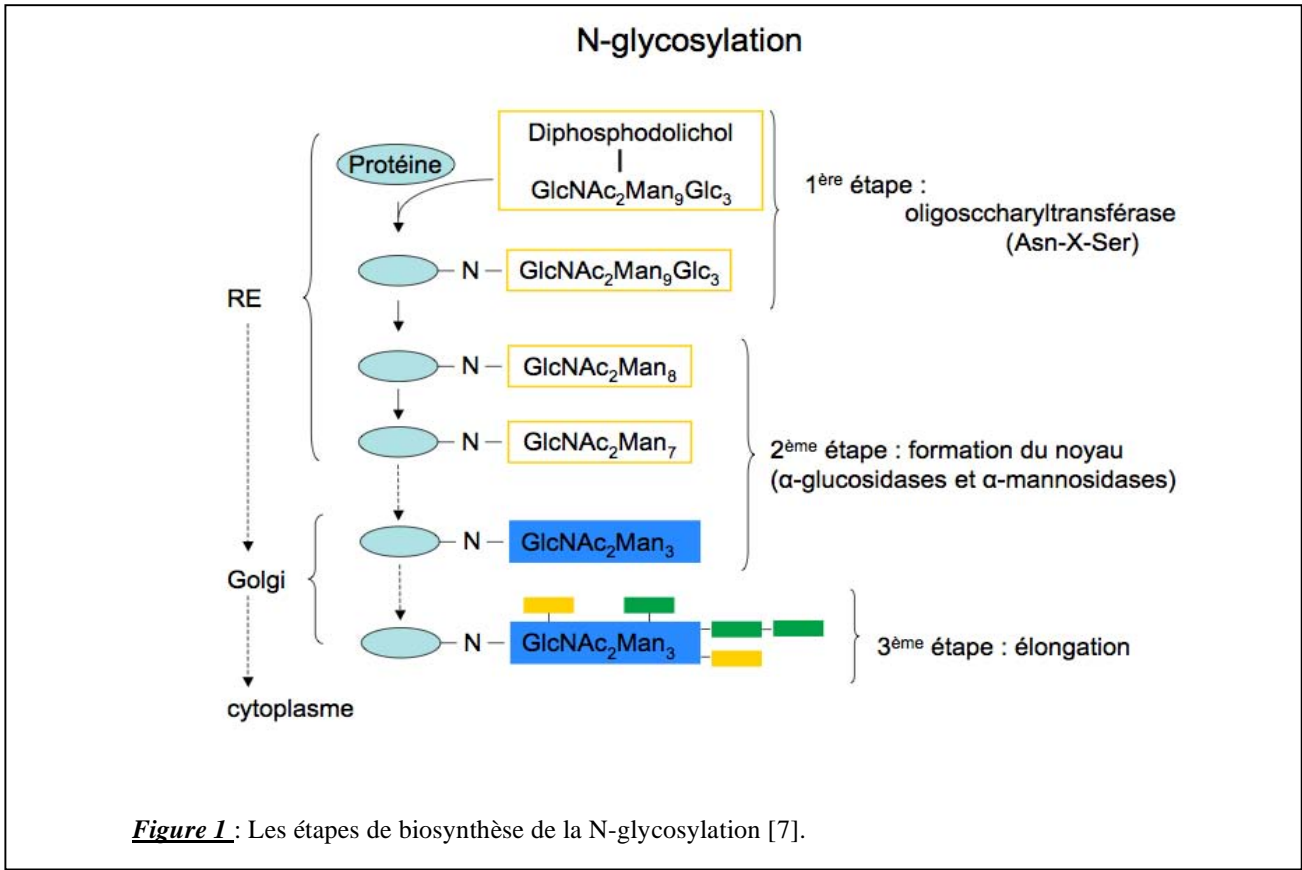 N-glycosylation
Diphosphodolichol
Protéine
GlcNAc₂Man₉Glc₃
1ère étape :
oligosccharyltransférase
(Asn-X-Ser)
N
GlcNAc₂Man₉Glc₃
RE
N
GlcNAc₂Man₈
N
GlcNAc₂Man₇
2ème étape : formation du noyau
(α-glucosidases et α-mannosidases)
N
GlcNAc₂Man₃
Golgi
N
GlcNAc₂Man₃
3ème étape : élongation
cytoplasme
Figure 1 : Les étapes de biosynthèse de la N-glycosylation [7].